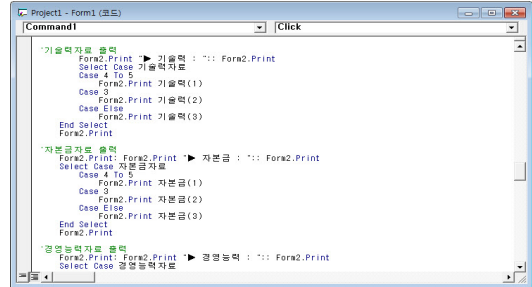 Project1 - Form1 (코드)
Command1 Click
'기술력자료 출력
Form2.Print "▶ 기술력 : ":: Form2.Print
Select Case 기술력자료
Case 4 To 5
Form2.Print 기술력(1)
Case 3
Form2.Print 기술력(2)
Case Else
Form2.Print 기술력(3)
End Select
Form2.Print
'자본금자료 출력
Form2.Print: Form2.Print "▶ 자본금 : ":: Form2.Print
Select Case 자본금자료
Case 4 To 5
Form2.Print 자본금(1)
Case 3
Form2.Print 자본금(2)
Case Else
Form2.Print 자본금(3)
End Select
Form2.Print
'경영능력자료 출력
Form2.Print: Form2.Print "▶ 경영능력 : ":: Form2.Print
Select Case 경영능력자료